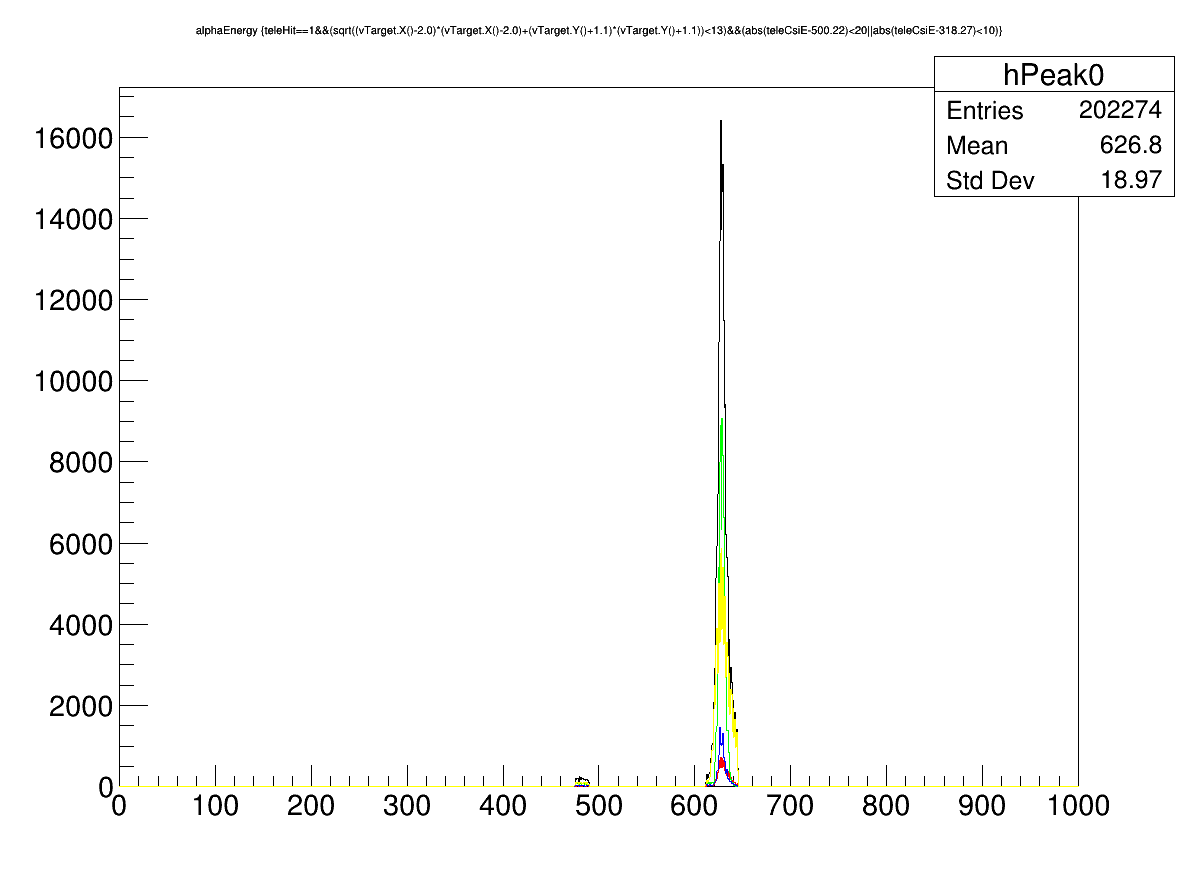 alphaEnergy {teleHit==1&&(sqrt((vTarget.X()-2.0)*(vTarget.X()-2.0)+(vTarget.Y()+1.1)*(vTarget.Y()+1.1))<13)&&(abs(teleCsiE-500.22)<20||abs(teleCsiE-318.27)<10)}
hPeak0
Entries 202274
Mean 626.8
Std Dev 18.97
16000
14000
12000
10000
8000
6000
4000
2000
0
0 100 200 300 400 500 600 700 800 900 1000